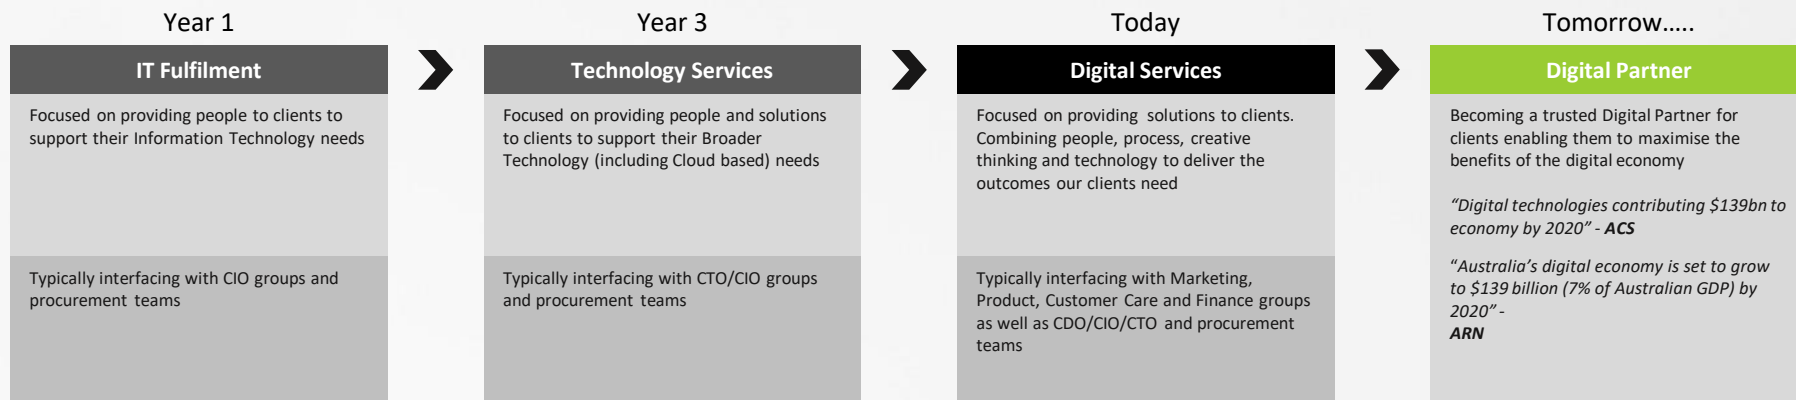 Year 1
IT Fulfilment
Focused on providing people to clients to
support their Information Technology needs
Typically interfacing with CIO groups and
procurement teams
Year 3
Technology Services
Focused on providing people and solutions
to clients to support their Broader
Technology (including Cloud based) needs
Typically interfacing with CTO/CIO groups
and procurement teams
Today
Digital Services
Focused on providing solutions to clients.
Combining people, process, creative
thinking and technology to deliver the
outcomes our clients need
Typically interfacing with Marketing,
Product, Customer Care and Finance groups
as well as CDO/CIO/CTO and procurement
teams
Tomorrow.....
Digital Partner
Becoming a trusted Digital Partner for
clients enabling them to maximise the
benefits of the digital economy
“Digital technologies contributing $139bn to
economy by 2020” - ACS
“Australia’s digital economy is set to grow
to $139 billion (7% of Australian GDP) by
2020” -
ARN